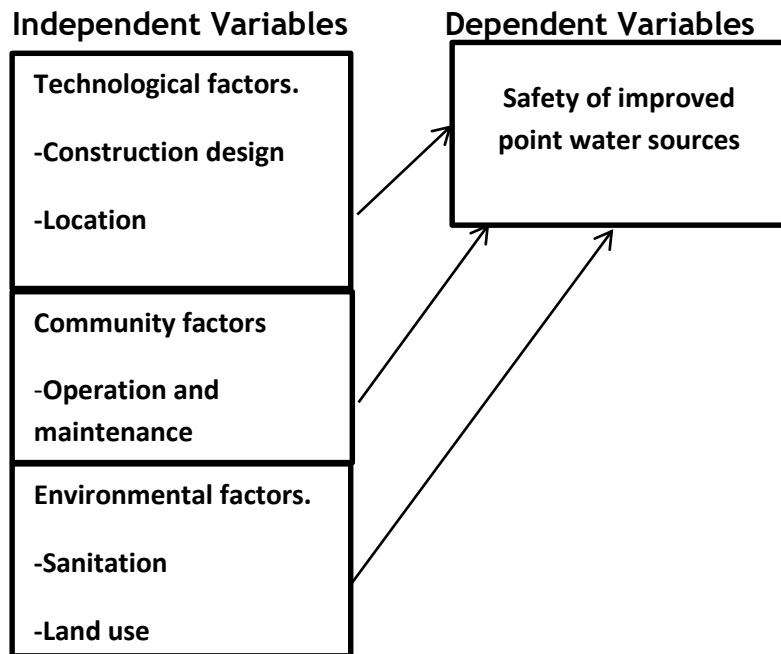 Independent Variables
Dependent Variables
Technological factors.
-Construction design
-Location
Community factors
-Operation and
maintenance
Environmental factors.
-Sanitation
-Land use
Safety of improved
point water sources